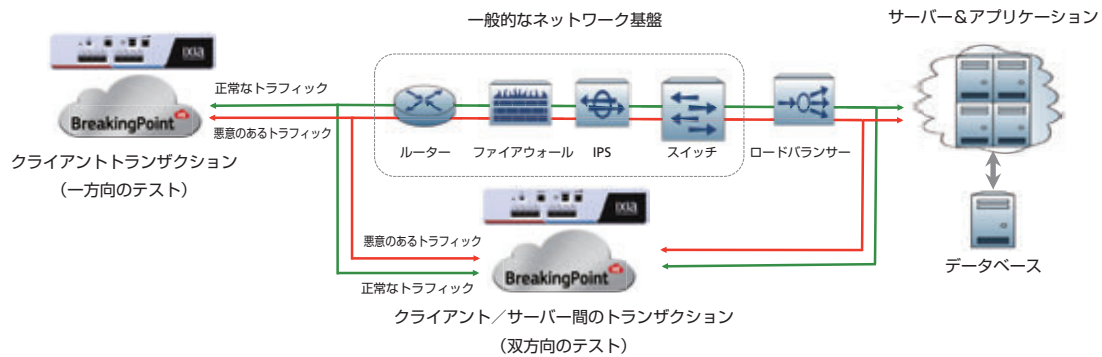 一般的なネットワーク基盤
サーバー＆アプリケーション
ixia
正常なトラフィック
BreakingPoint
悪意のあるトラフィック
クライアントトランザクション
（一方向のテスト）
ルーター
ファイアウォール
IPS
スイッチ
ロードバランサー
ixia
悪意のあるトラフィック
BreakingPoint
正常なトラフィック
データベース
クライアント／サーバー間のトランザクション
（双方向のテスト）